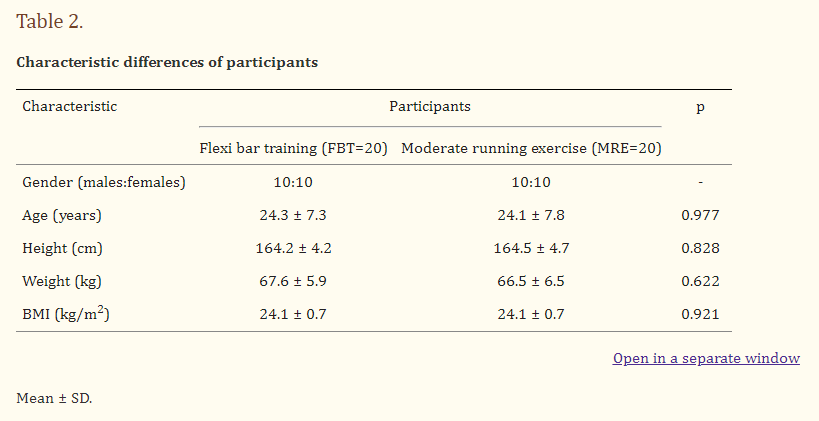 Table 2.
Characteristic differences of participants
Characteristic Participants p
Flexi bar training (FBT=20) Moderate running exercise (MRE=20)
Gender (males:females) 10:10 10:10 -
Age (years) 24.3 ± 7.3 24.1 ± 7.8 0.977
Height (cm) 164.2 ± 4.2 164.5 ± 4.7 0.828
Weight (kg) 67.6 ± 5.9 66.5 ± 6.5 0.622
BMI (kg/m²) 24.1 ± 0.7 24.1 ± 0.7 0.921
Open in a separate window
Mean ± SD.